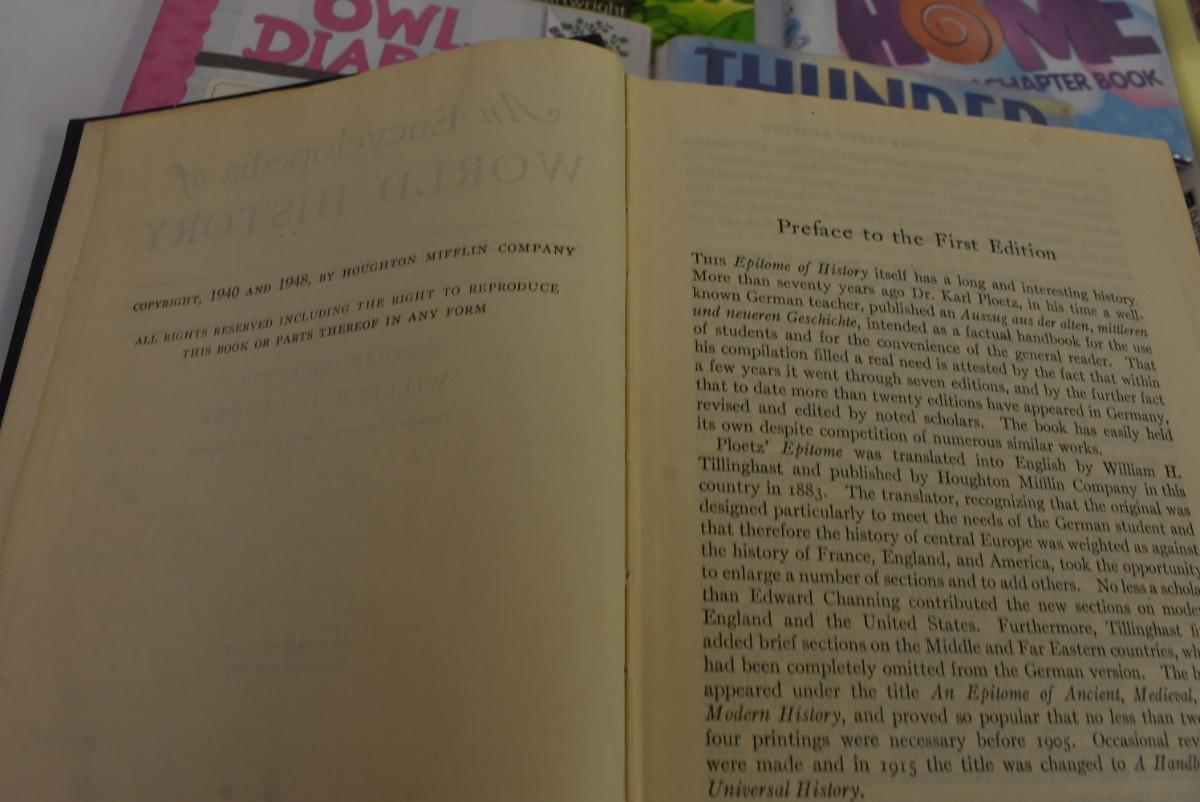 OWL
HOME
CHAPTER BOOK
THUNDER
An Encyclopedia of
WORLD HISTORY
COPYRIGHT, 1940 AND 1948, BY HOUGHTON MIFFLIN COMPANY
ALL RIGHTS RESERVED INCLUDING THE RIGHT TO REPRODUCE
THIS BOOK OR PARTS THEREOF IN ANY FORM
WILLIAM L. LANGER
Preface to the First Edition
THIS Epitome of History itself has a long and interesting history.
More than seventy years ago Dr. Karl Ploetz, in his time a well-
known German teacher, published an Auszug aus der alten, mittleren
und neueren Geschichte, intended as a factual handbook for the use
of students and for the convenience of the general reader. That
his compilation filled a real need is attested by the fact that within
a few years it went through seven editions, and by the further fact
that to date more than twenty editions have appeared in Germany,
revised and edited by noted scholars. The book has easily held
its own despite competition of numerous similar works.
Ploetz' Epitome was translated into English by William H.
Tillinghast and published by Houghton Mifflin Company in this
country in 1883. The translator, recognizing that the original was
designed particularly to meet the needs of the German student and
that therefore the history of central Europe was weighted as against
the history of France, England, and America, took the opportunity
to enlarge a number of sections and to add others. No less a schola
than Edward Channing contributed the new sections on mode
England and the United States. Furthermore, Tillinghast fi
added brief sections on the Middle and Far Eastern countries, wh
had been completely omitted from the German version. The b
appeared under the title An Epitome of Ancient, Medieval,
Modern History, and proved so popular that no less than twe
four printings were necessary before 1905. Occasional rev
were made and in 1915 the title was changed to A Handb
Universal History.